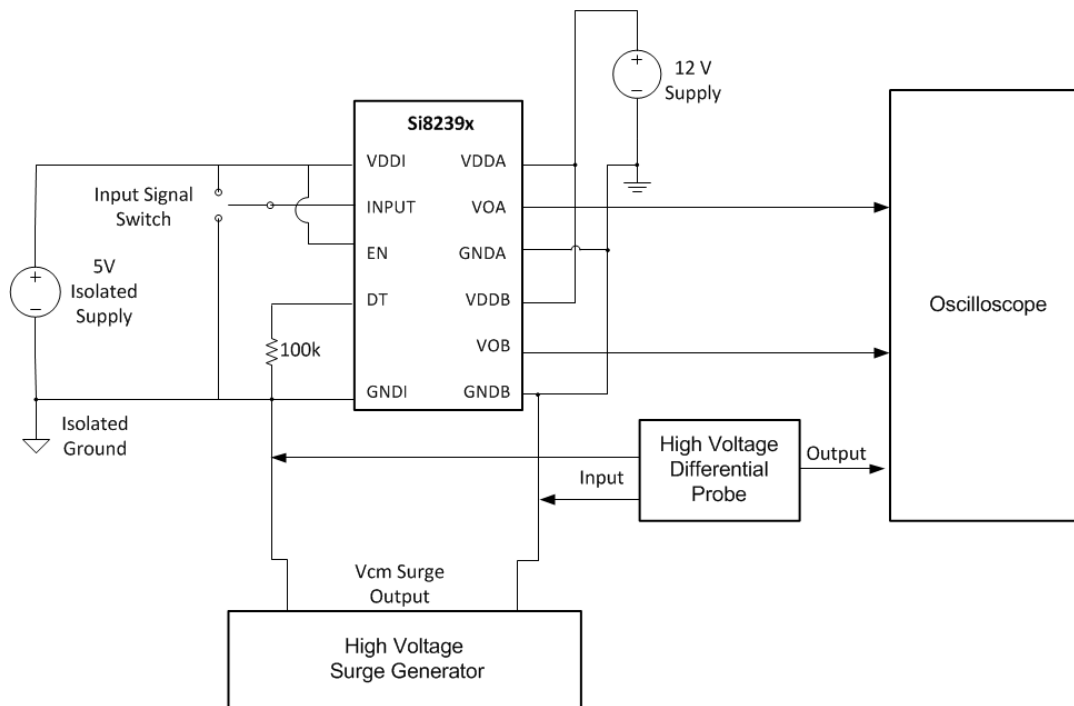 12 V
Supply
+
−
Si8239x
VDDI
VDDA
Input Signal
Switch
INPUT
VOA
EN
GNDA
5V
Isolated
Supply
+
−
DT
VDDB
Oscilloscope
100k
VOB
GNDI
GNDB
Isolated
Ground
High Voltage
Differential
Probe
Output
Input
Vcm Surge
Output
High Voltage
Surge Generator